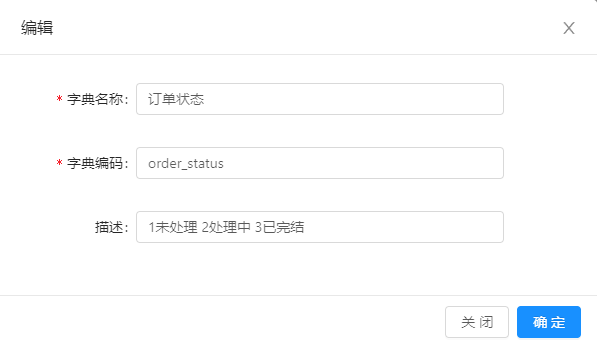 编辑
* 字典名称: 订单状态
* 字典编码: order_status
描述: 1未处理 2处理中 3已完结
关 闭 确 定